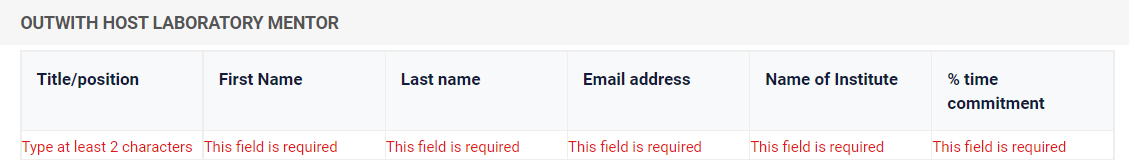 OUTWITH HOST LABORATORY MENTOR
Title/position First Name Last name Email address Name of Institute % time
commitment
Type at least 2 characters This field is required This field is required This field is required This field is required This field is required